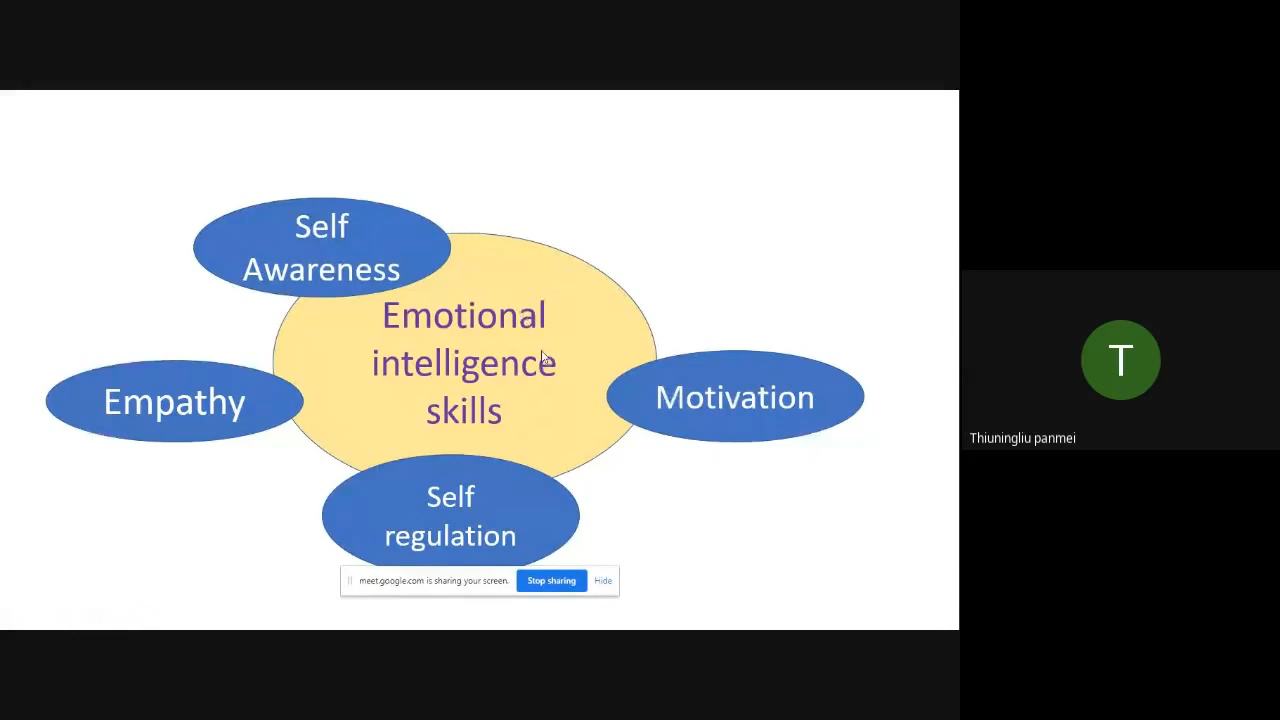 Self
Awareness
Emotional
intelligence
skills
Empathy
Motivation
Self
regulation
meet.google.com is sharing your screen.
Stop sharing
Hide
T
Thiuningliu panmei